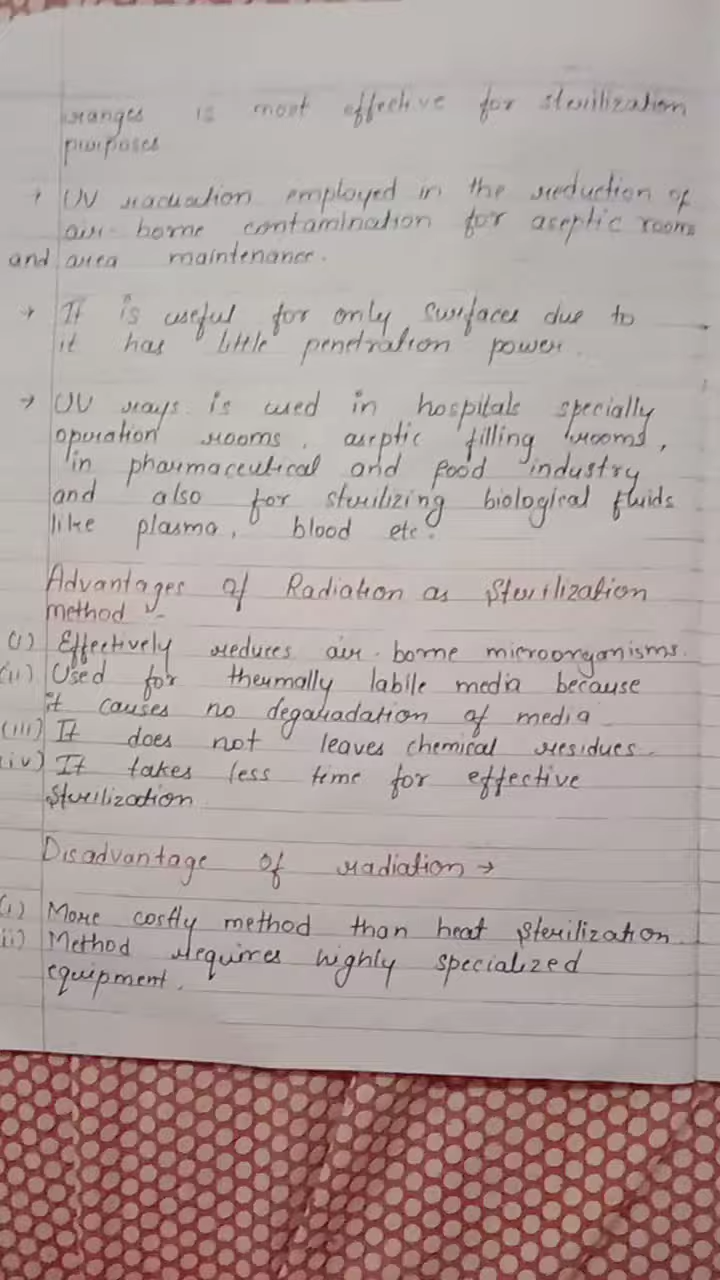 ranges is most effective for sterilization
purposes
→ UV radiation employed in the reduction of
air borne contamination for aseptic rooms
and area maintenance.
→ It is useful for only surfaces due to
it has little penetration power.
→ UV rays is used in hospitals specially
operation rooms, aseptic filling rooms,
in pharmaceutical and food industry
and also for sterilizing biological fluids
like plasma, blood etc.
Advantages of Radiation as Sterilization
method :-
(i) Effectively reduces air borne microorganisms.
(ii) Used for thermally labile media because
it causes no degaradation of media
(iii) It does not leaves chemical residues.
(iv) It takes less time for effective
sterilization
Disadvantage of radiation →
(i) More costly method than heat sterilization.
ii) Method requires highly specialized
equipment.